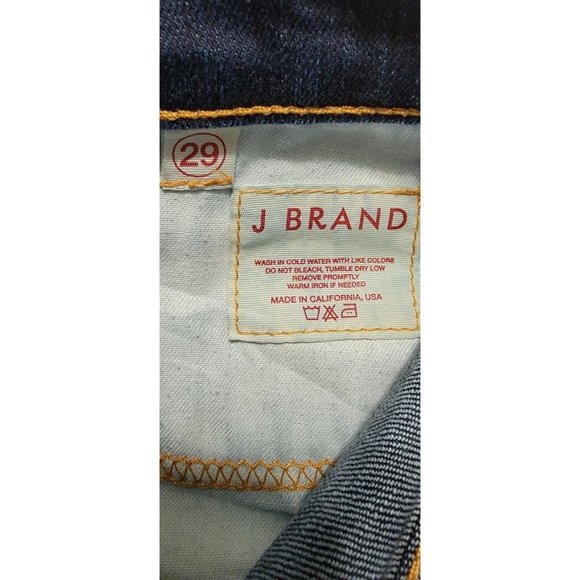 29
J BRAND
WASH IN COLD WATER WITH LIKE COLORS
DO NOT BLEACH, TUMBLE DRY LOW
REMOVE PROMPTLY
WARM IRON IF NEEDED
MADE IN CALIFORNIA, USA